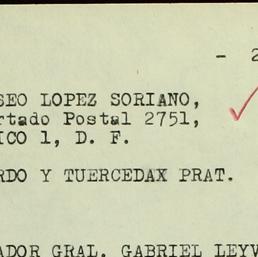 - 2
SEO LOPEZ SORIANO,
rtado Postal 2751,
ICO 1, D. F.
RDO Y TUERCEDAX PRAT.
ADOR GRAL. GABRIEL LEYV